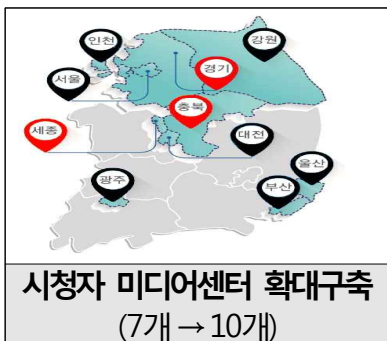 인천
강원
서울
경기
충북
세종
대전
울산
광주
부산
시청자 미디어센터 확대구축
(7개 → 10개)